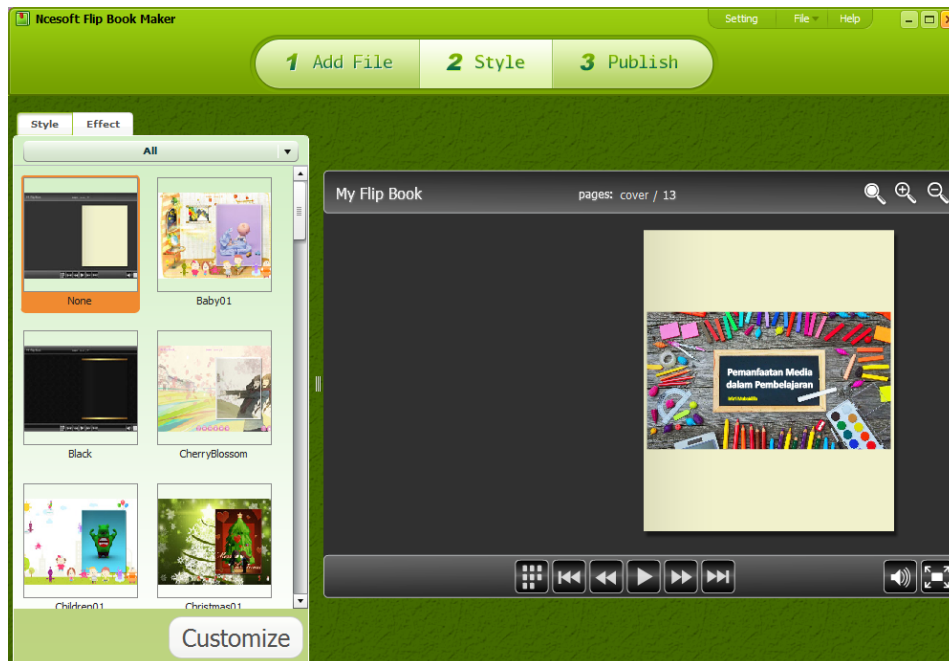 Ncesoft Flip Book Maker
Setting File Help
1 Add File 2 Style 3 Publish
Style Effect
All
My Flip Book pages: cover / 13
None Baby01
Pemanfaatan Media
dalam Pembelajaran
Black CherryBlossom
Children01 Christmas01
Customize